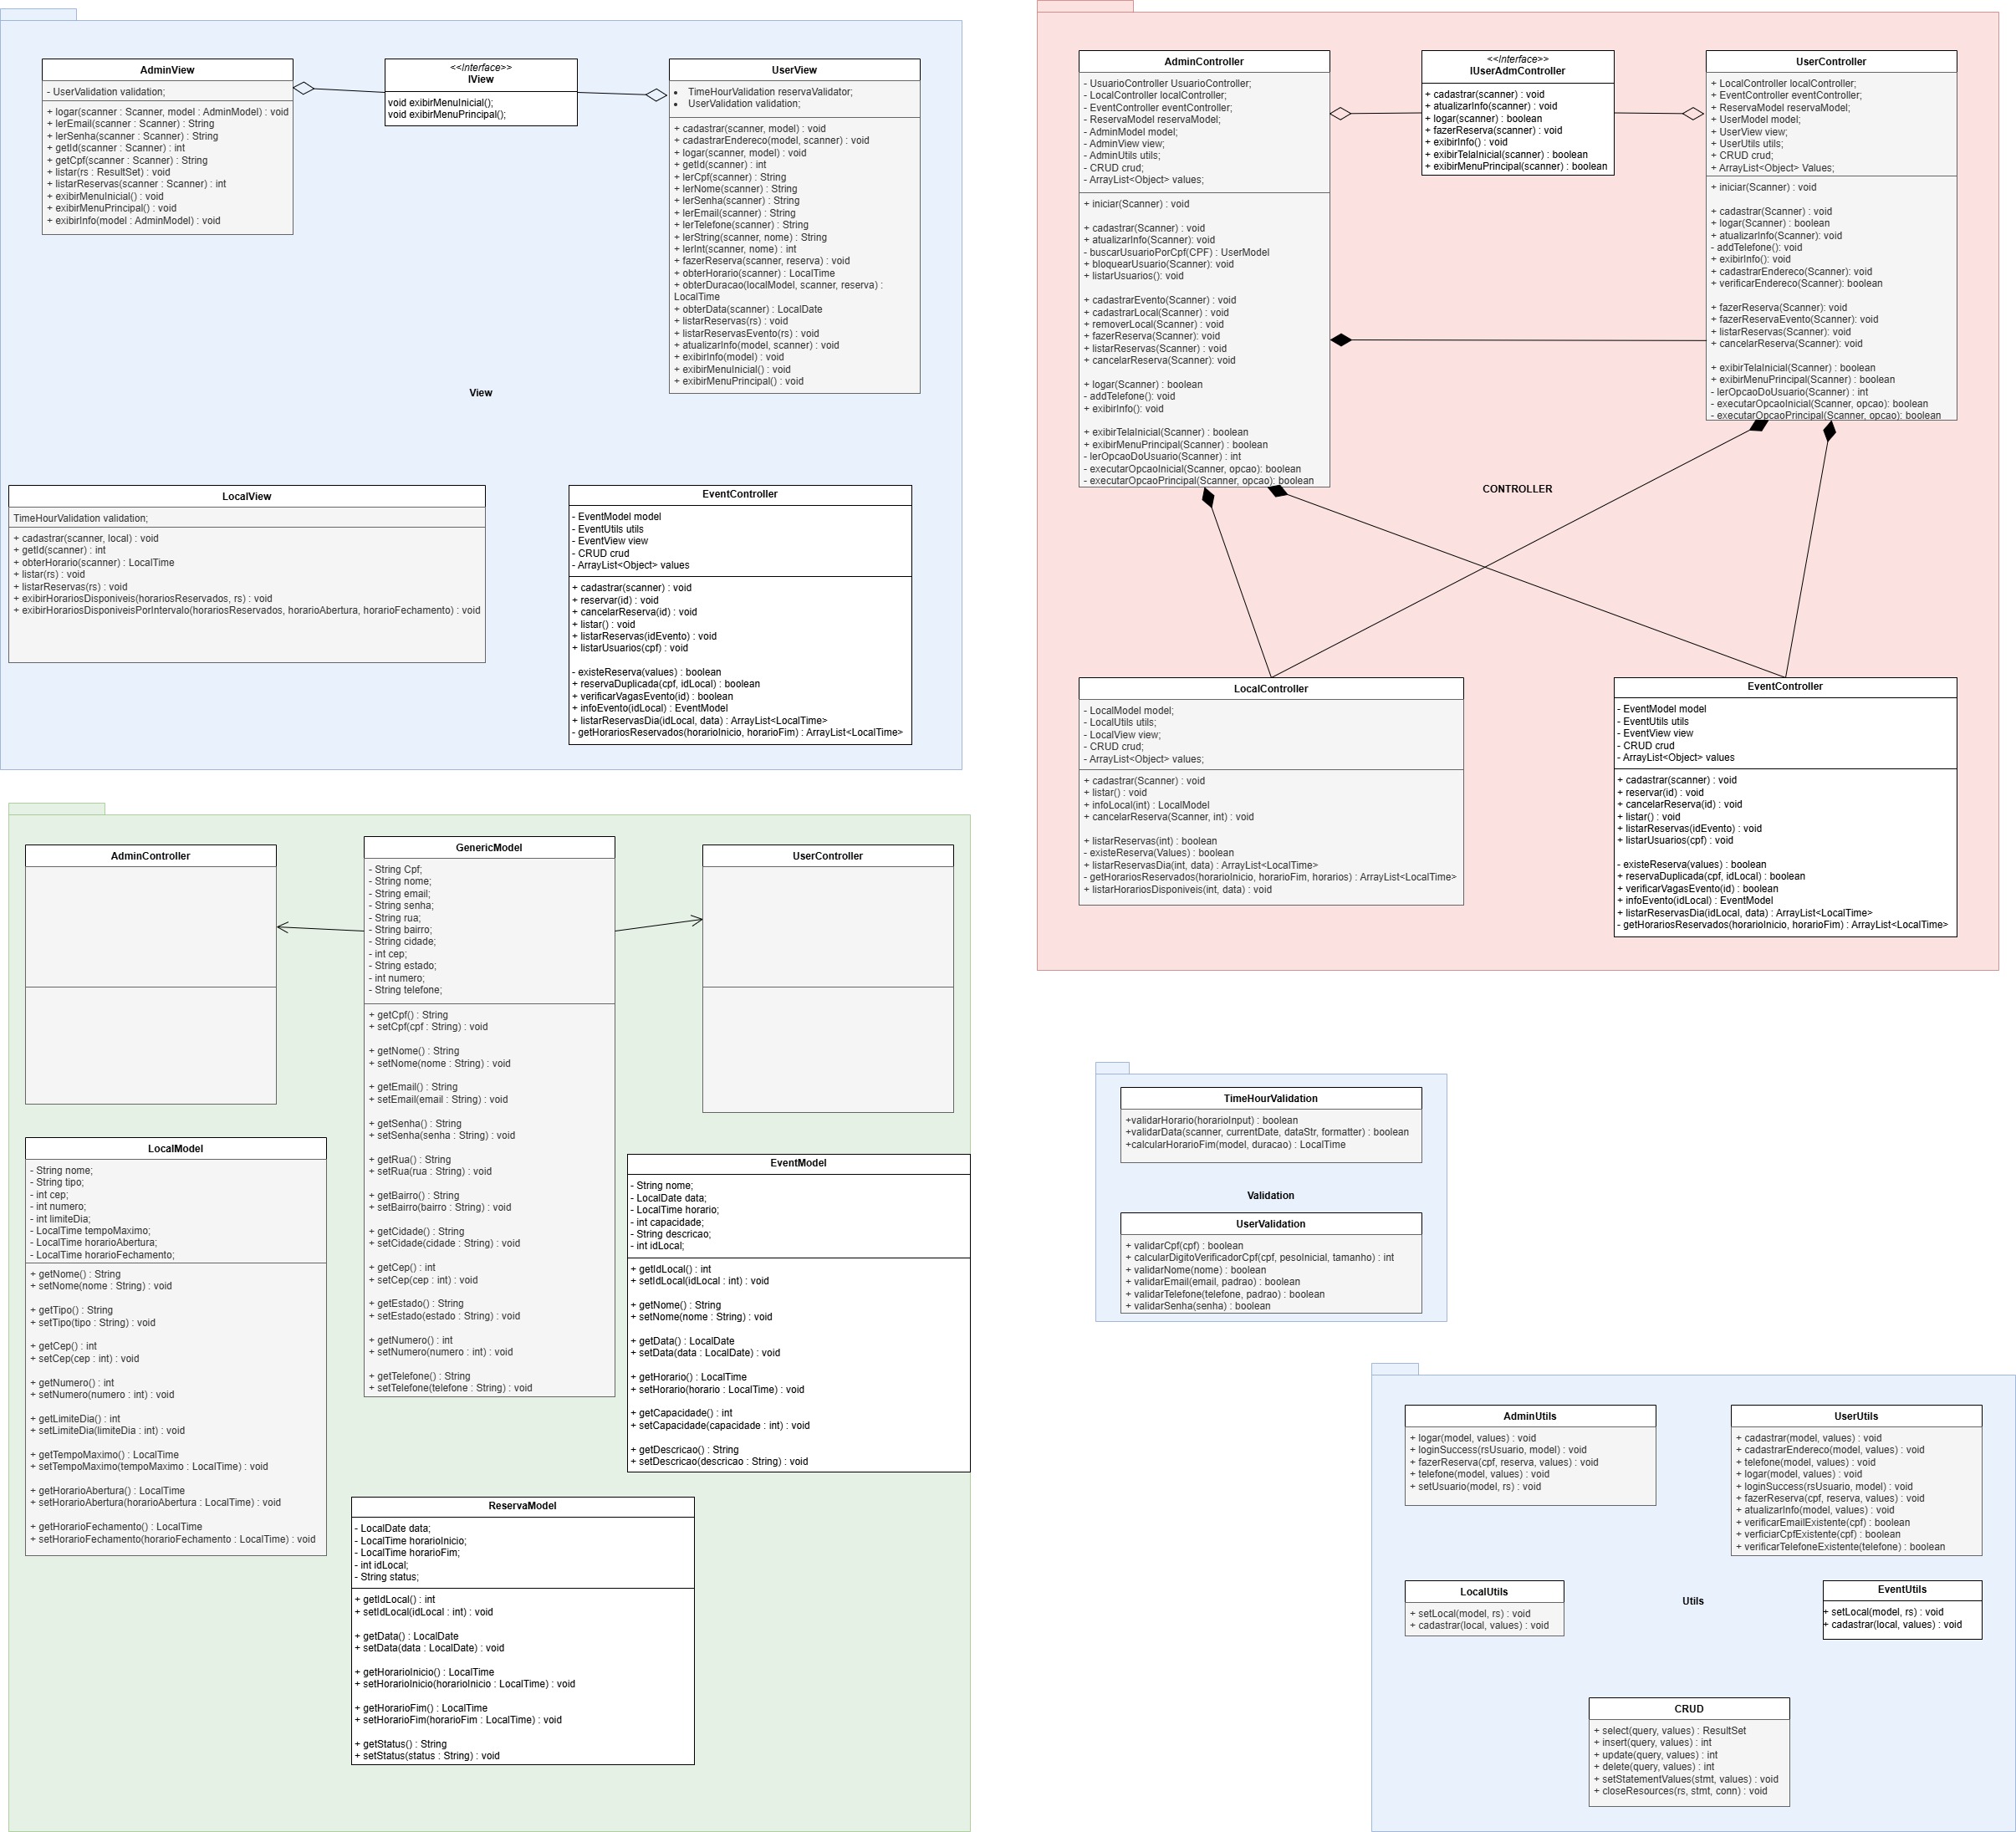 AdminView
- UserValidation validation;
+ logar(scanner : Scanner, model : AdminModel) : void
+ lerEmail(scanner : Scanner) : String
+ lerSenha(scanner : Scanner) : String
+ getId(scanner : Scanner) : int
+ getCpf(scanner : Scanner) : String
+ listar(rs : ResultSet) : void
+ listarReservas(scanner : Scanner) : int
+ exibirMenuInicial() : void
+ exibirMenuPrincipal() : void
+ exibirInfo(model : AdminModel) : void
<<Interface>>
IView
void exibirMenuInicial();
void exibirMenuPrincipal();
UserView
• TimeHourValidation reservaValidator;
• UserValidation validation;
+ cadastrar(scanner, model) : void
+ cadastrarEndereco(model, scanner) : void
+ logar(scanner, model) : void
+ getId(scanner) : int
+ lerCpf(scanner) : String
+ lerNome(scanner) : String
+ lerSenha(scanner) : String
+ lerEmail(scanner) : String
+ lerTelefone(scanner) : String
+ lerString(scanner, nome) : String
+ lerInt(scanner, nome) : int
+ fazerReserva(scanner, reserva) : void
+ obterHorario(scanner) : LocalTime
+ obterDuracao(localModel, scanner, reserva) :
LocalTime
+ obterData(scanner) : LocalDate
+ listarReservas(rs) : void
+ listarReservasEvento(rs) : void
+ atualizarInfo(model, scanner) : void
+ exibirInfo(model) : void
+ exibirMenuInicial() : void
+ exibirMenuPrincipal() : void
View
LocalView
TimeHourValidation validation;
+ cadastrar(scanner, local) : void
+ getId(scanner) : int
+ obterHorario(scanner) : LocalTime
+ listar(rs) : void
+ listarReservas(rs) : void
+ exibirHorariosDisponiveis(horariosReservados, rs) : void
+ exibirHorariosDisponiveisPorIntervalo(horariosReservados, horarioAbertura, horarioFechamento) : void
EventController
- EventModel model
- EventUtils utils
- EventView view
- CRUD crud
- ArrayList<Object> values
+ cadastrar(scanner) : void
+ reservar(id) : void
+ cancelarReserva(id) : void
+ listar() : void
+ listarReservas(idEvento) : void
+ listarUsuarios(cpf) : void
- existeReserva(values) : boolean
+ reservaDuplicada(cpf, idLocal) : boolean
+ verificarVagasEvento(id) : boolean
+ infoEvento(idLocal) : EventModel
+ listarReservasDia(idLocal, data) : ArrayList<LocalTime>
- getHorariosReservados(horarioInicio, horarioFim) : ArrayList<LocalTime>
AdminController
- UsuarioController UsuarioController;
- LocalController localController;
- EventController eventController;
- ReservaModel reservaModel;
- AdminModel model;
- AdminView view;
- AdminUtils utils;
- CRUD crud;
- ArrayList<Object> values;
+ iniciar(Scanner) : void
+ cadastrar(Scanner) : void
+ atualizarInfo(Scanner): void
- buscarUsuarioPorCpf(CPF) : UserModel
+ bloquearUsuario(Scanner): void
+ listarUsuarios(): void
+ cadastrarEvento(Scanner) : void
+ cadastrarLocal(Scanner) : void
+ removerLocal(Scanner) : void
+ fazerReserva(Scanner): void
+ listarReservas(Scanner) : void
+ cancelarReserva(Scanner): void
+ logar(Scanner) : boolean
- addTelefone(): void
+ exibirInfo(): void
+ exibirTelaInicial(Scanner) : boolean
+ exibirMenuPrincipal(Scanner) : boolean
- lerOpcaoDoUsuario(Scanner) : int
- executarOpcaoInicial(Scanner, opcao): boolean
- executarOpcaoPrincipal(Scanner, opcao): boolean
<<Interface>>
IUserAdmController
+ cadastrar(scanner) : void
+ atualizarInfo(scanner) : void
+ logar(scanner) : boolean
+ fazerReserva(scanner) : void
+ exibirInfo() : void
+ exibirTelaInicial(scanner) : boolean
+ exibirMenuPrincipal(scanner) : boolean
UserController
+ LocalController localController;
+ EventController eventController;
+ ReservaModel reservaModel;
+ UserModel model;
+ UserView view;
+ UserUtils utils;
+ CRUD crud;
+ ArrayList<Object> Values;
+ iniciar(Scanner) : void
+ cadastrar(Scanner) : void
+ logar(Scanner) : boolean
+ atualizarInfo(Scanner) : void
- addTelefone(): void
+ exibirInfo(): void
+ cadastrarEndereco(Scanner): void
+ verificarEndereco(Scanner): boolean
+ fazerReserva(Scanner): void
+ fazerReservaEvento(Scanner): void
+ listarReservas(Scanner) : void
+ cancelarReserva(Scanner): void
+ exibirTelaInicial(Scanner) : boolean
+ exibirMenuPrincipal(Scanner) : boolean
- lerOpcaoDoUsuario(Scanner) : int
- executarOpcaoInicial(Scanner, opcao): boolean
- executarOpcaoPrincipal(Scanner, opcao): boolean
CONTROLLER
LocalController
- LocalModel model;
- LocalUtils utils;
- LocalView view;
- CRUD crud;
- ArrayList<Object> values;
+ cadastrar(Scanner) : void
+ listar() : void
+ infoLocal(int) : LocalModel
+ cancelarReserva(Scanner, int) : void
+ listarReservas(int) : boolean
- existeReserva(Values) : boolean
+ listarReservasDia(int, data) : ArrayList<LocalTime>
- getHorariosReservados(horarioInicio, horarioFim, horarios) : ArrayList<LocalTime>
+ listarHorariosDisponiveis(int, data) : void
EventController
- EventModel model
- EventUtils utils
- EventView view
- CRUD crud
- ArrayList<Object> values
+ cadastrar(scanner) : void
+ reservar(id) : void
+ cancelarReserva(id) : void
+ listar() : void
+ listarReservas(idEvento) : void
+ listarUsuarios(cpf) : void
- existeReserva(values) : boolean
+ reservaDuplicada(cpf, idLocal) : boolean
+ verificarVagasEvento(id) : boolean
+ infoEvento(idLocal) : EventModel
+ listarReservasDia(idLocal, data) : ArrayList<LocalTime>
- getHorariosReservados(horarioInicio, horarioFim) : ArrayList<LocalTime>
AdminController
GenericModel
- String Cpf;
- String nome;
- String email;
- String senha;
- String rua;
- String bairro;
- String cidade;
- int cep;
- String estado;
- int numero;
- String telefone;
+ getCpf() : String
+ setCpf(cpf : String) : void
+ getNome() : String
+ setNome(nome : String) : void
+ getEmail() : String
+ setEmail(email : String) : void
+ getSenha() : String
+ setSenha(senha : String) : void
+ getRua() : String
+ setRua(rua : String) : void
+ getBairro() : String
+ setBairro(bairro : String) : void
+ getCidade() : String
+ setCidade(cidade : String) : void
+ getCep() : int
+ setCep(cep : int) : void
+ getEstado() : String
+ setEstado(estado : String) : void
+ getNumero() : int
+ setNumero(numero : int) : void
+ getTelefone() : String
+ setTelefone(telefone : String) : void
UserController
LocalModel
- String nome;
- String tipo;
- int cep;
- int numero;
- int limiteDia;
- LocalTime tempoMaximo;
- LocalTime horarioAbertura;
- LocalTime horarioFechamento;
+ getNome() : String
+ setNome(nome : String) : void
+ getTipo() : String
+ setTipo(tipo : String) : void
+ getCep() : int
+ setCep(cep : int) : void
+ getNumero() : int
+ setNumero(numero : int) : void
+ getLimiteDia() : int
+ setLimiteDia(limiteDia : int) : void
+ getTempoMaximo() : LocalTime
+ setTempoMaximo(tempoMaximo : LocalTime) : void
+ getHorarioAbertura() : LocalTime
+ setHorarioAbertura(horarioAbertura : LocalTime) : void
+ getHorarioFechamento() : LocalTime
+ setHorarioFechamento(horarioFechamento : LocalTime) : void
EventModel
- String nome;
- LocalDate data;
- LocalTime horario;
- int capacidade;
- String descricao;
- int idLocal;
+ getIdLocal() : int
+ setIdLocal(idLocal : int) : void
+ getNome() : String
+ setNome(nome : String) : void
+ getData() : LocalDate
+ setData(data : LocalDate) : void
+ getHorario() : LocalTime
+ setHorario(horario : LocalTime) : void
+ getCapacidade() : int
+ setCapacidade(capacidade : int) : void
+ getDescricao() : String
+ setDescricao(descricao : String) : void
ReservaModel
- LocalDate data;
- LocalTime horarioInicio;
- LocalTime horarioFim;
- int idLocal;
- String status;
+ getIdLocal() : int
+ setIdLocal(idLocal : int) : void
+ getData() : LocalDate
+ setData(data : LocalDate) : void
+ getHorarioInicio() : LocalTime
+ setHorarioInicio(horarioInicio : LocalTime) : void
+ getHorarioFim() : LocalTime
+ setHorarioFim(horarioFim : LocalTime) : void
+ getStatus() : String
+ setStatus(status : String) : void
TimeHourValidation
+validarHorario(horarioInput) : boolean
+validarData(scanner, currentDate, dataStr, formatter) : boolean
+calcularHorarioFim(model, duracao) : LocalTime
Validation
UserValidation
+ validarCpf(cpf) : boolean
+ calcularDigitoVerificadorCpf(cpf, pesoInicial, tamanho) : int
+ validarNome(nome) : boolean
+ validarEmail(email, padrao) : boolean
+ validarTelefone(telefone, padrao) : boolean
+ validarSenha(senha) : boolean
AdminUtils
+ logar(model, values) : void
+ loginSuccess(rsUsuario, model) : void
+ fazerReserva(cpf, reserva, values) : void
+ telefone(model, values) : void
+ setUsuario(model, rs) : void
UserUtils
+ cadastrar(model, values) : void
+ cadastrarEndereco(model, values) : void
+ telefone(model, values) : void
+ logar(model, values) : void
+ loginSuccess(rsUsuario, model) : void
+ fazerReserva(cpf, reserva, values) : void
+ atualizarInfo(model, values) : void
+ verificarEmailExistente(cpf) : boolean
+ verficiarCpfExistente(cpf) : boolean
+ verificarTelefoneExistente(telefone) : boolean
LocalUtils
+ setLocal(model, rs) : void
+ cadastrar(local, values) : void
Utils
EventUtils
+ setLocal(model, rs) : void
+ cadastrar(local, values) : void
CRUD
+ select(query, values) : ResultSet
+ insert(query, values) : int
+ update(query, values) : int
+ delete(query, values) : int
+ setStatementValues(stmt, values) : void
+ closeResources(rs, stmt, conn) : void